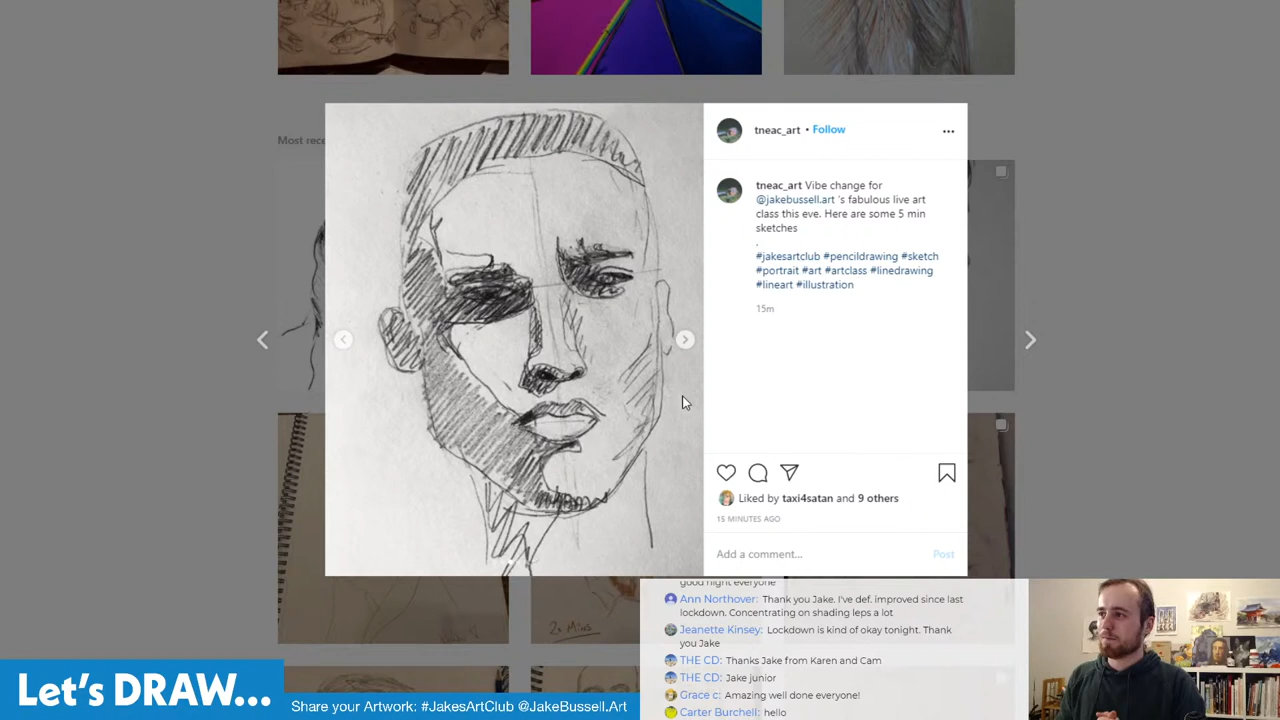 Most rece
tneac_art • Follow
tneac_art Vibe change for
@jakebussell.art 's fabulous live art
class this eve. Here are some 5 min
sketches
.
#jakesartclub #pencildrawing #sketch
#portrait #art #artclass #linedrawing
#lineart #illustration
15m
Liked by taxi4satan and 9 others
15 MINUTES AGO
Add a comment... Post
2x Mins
good night everyone
Ann Northover: Thank you Jake. I've def. improved since last
lockdown. Concentrating on shading leps a lot
Jeanette Kinsey: Lockdown is kind of okay tonight. Thank
you Jake
THE CD: Thanks Jake from Karen and Cam
THE CD: Jake junior
Grace c: Amazing well done everyone!
Carter Burchell: hello
Let's DRAW...
Share your Artwork: #JakesArtClub @JakeBussell.Art